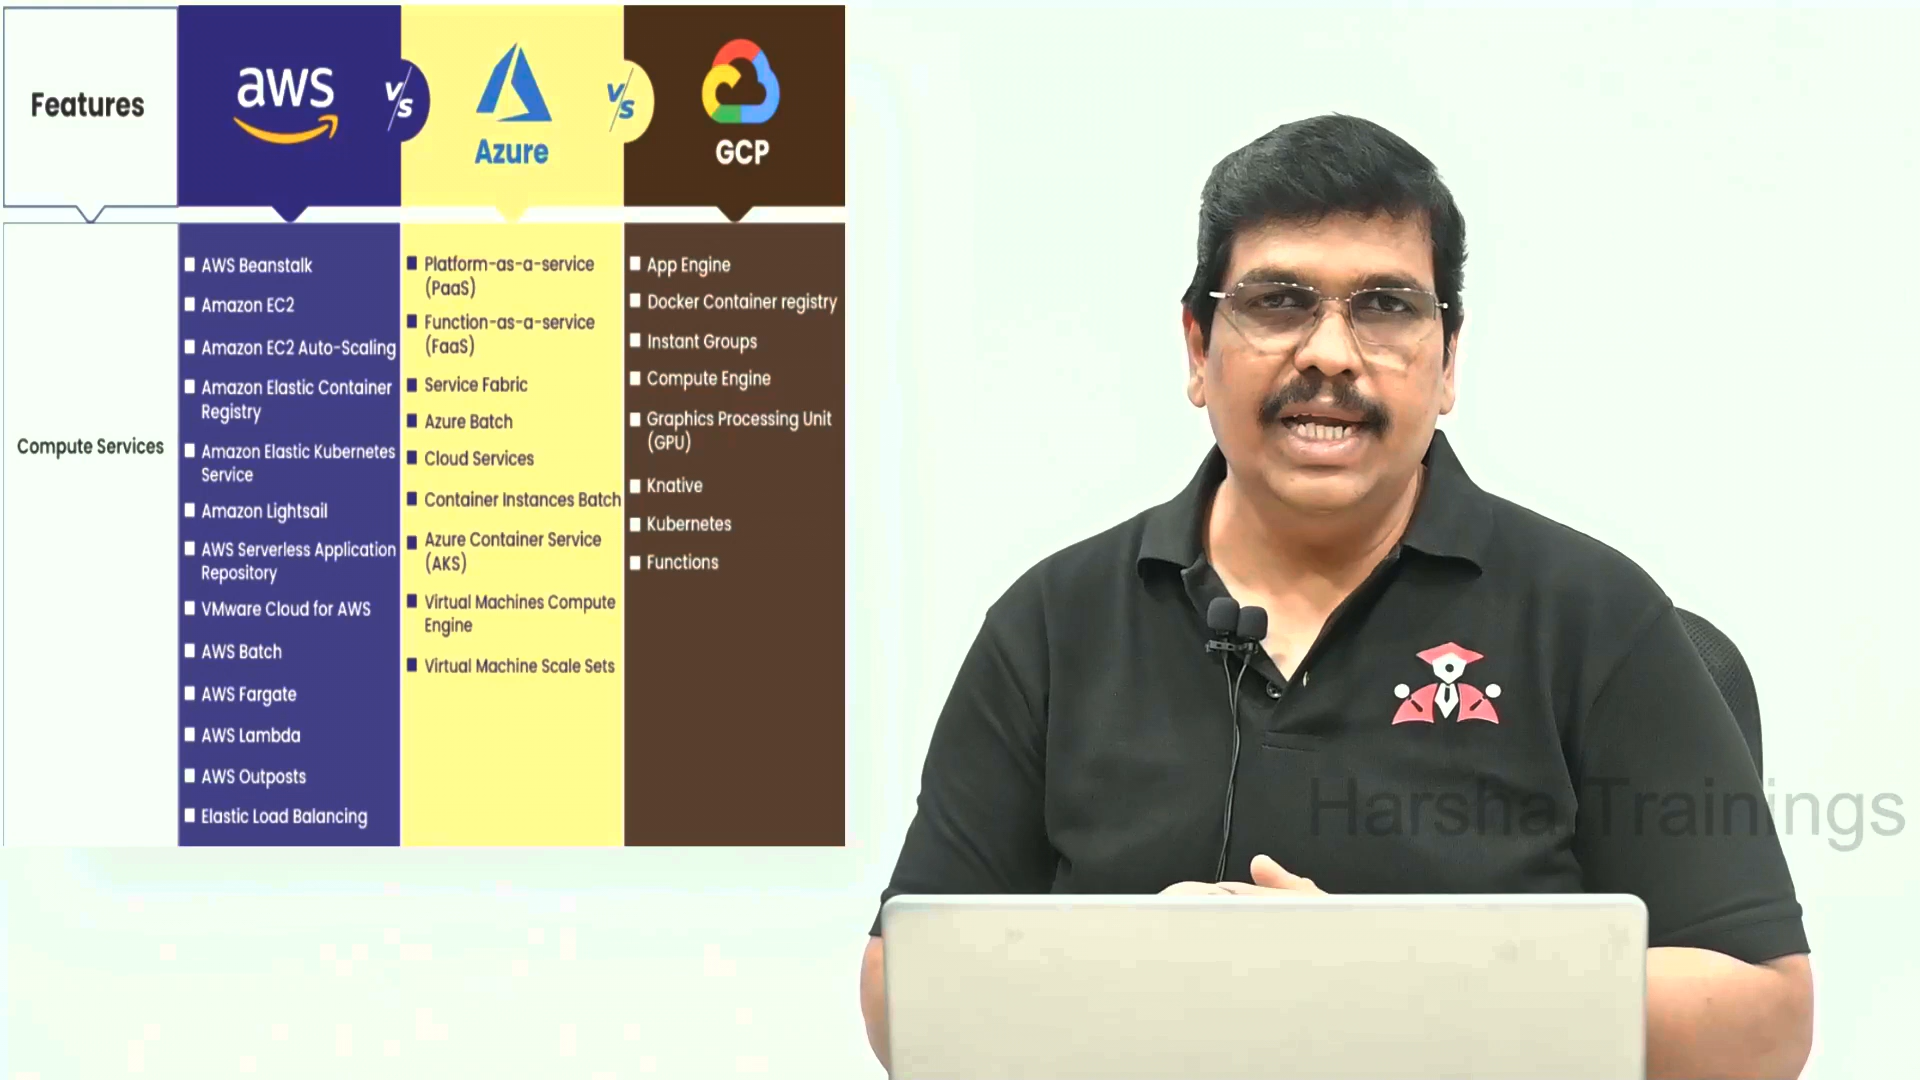 Features
aws
VS
Azure
VS
GCP
Compute Services
AWS Beanstalk
Amazon EC2
Amazon EC2 Auto-Scaling
Amazon Elastic Container
Registry
Amazon Elastic Kubernetes
Service
Amazon Lightsail
AWS Serverless Application
Repository
VMware Cloud for AWS
AWS Batch
AWS Fargate
AWS Lambda
AWS Outposts
Elastic Load Balancing
Platform-as-a-service
(PaaS)
Function-as-a-service
(FaaS)
Service Fabric
Azure Batch
Cloud Services
Container Instances Batch
Azure Container Service
(AKS)
Virtual Machines Compute
Engine
Virtual Machine Scale Sets
App Engine
Docker Container registry
Instant Groups
Compute Engine
Graphics Processing Unit
(GPU)
Knative
Kubernetes
Functions
Harsha Trainings